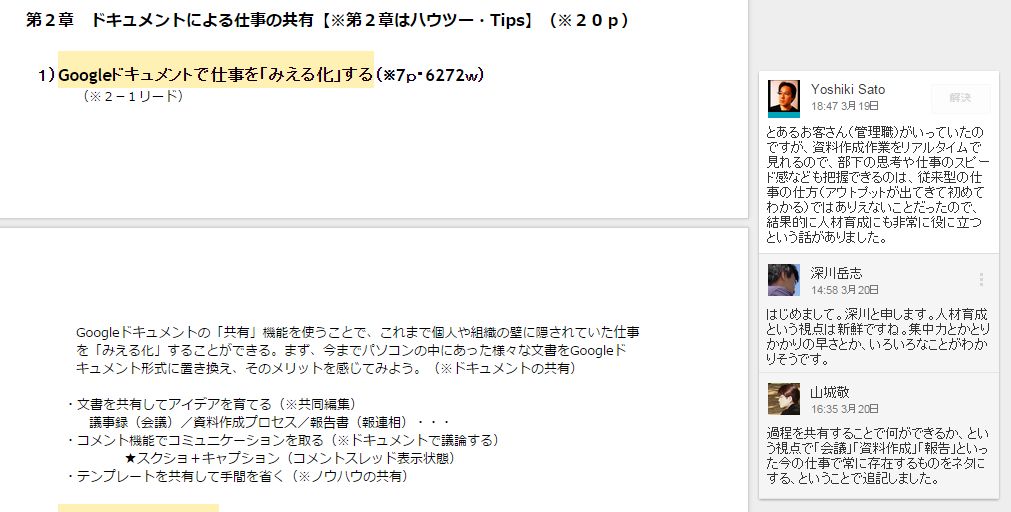 第２章　ドキュメントによる仕事の共有【※第２章はハウツー・Tips】（※２０ｐ）
１）Googleドキュメントで仕事を「みえる化」する（※7ｐ・6272ｗ）
（※２－１リード）
Googleドキュメントの「共有」機能を使うことで、これまで個人や組織の壁に隠されていた仕事
を「みえる化」することができる。まず、今までパソコンの中にあった様々な文書をGoogleド
キュメント形式に置き換え、そのメリットを感じてみよう。（※ドキュメントの共有）
・文書を共有してアイデアを育てる（※共同編集）
議事録（会議）／資料作成プロセス／報告書（報連相）・・・
・コメント機能でコミュニケーションを取る（※ドキュメントで議論する）
★スクショ＋キャプション（コメントスレッド表示状態）
・テンプレートを共有して手間を省く（※ノウハウの共有）
Yoshiki Sato
18:47 3月19日
解決
とあるお客さん（管理職）がいっていたの
ですが、資料作成作業をリアルタイムで
見れるので、部下の思考や仕事のスピー
ド感なども把握できるのは、従来型の仕
事の仕方（アウトプットが出てきて初めて
わかる）ではありえないことだったので、
結果的に人材育成にも非常に役に立つ
という話がありました。
深川岳志
14:58 3月20日
はじめまして。深川と申します。人材育成
という視点は新鮮ですね。集中力とかとり
かかりの早さとか、いろいろなことがわか
りそうです。
山城敬
16:35 3月20日
過程を共有することで何ができるか、とい
う視点で「会議」「資料作成」「報告」といっ
た今の仕事で常に存在するものをネタに
する、ということで追記しました。